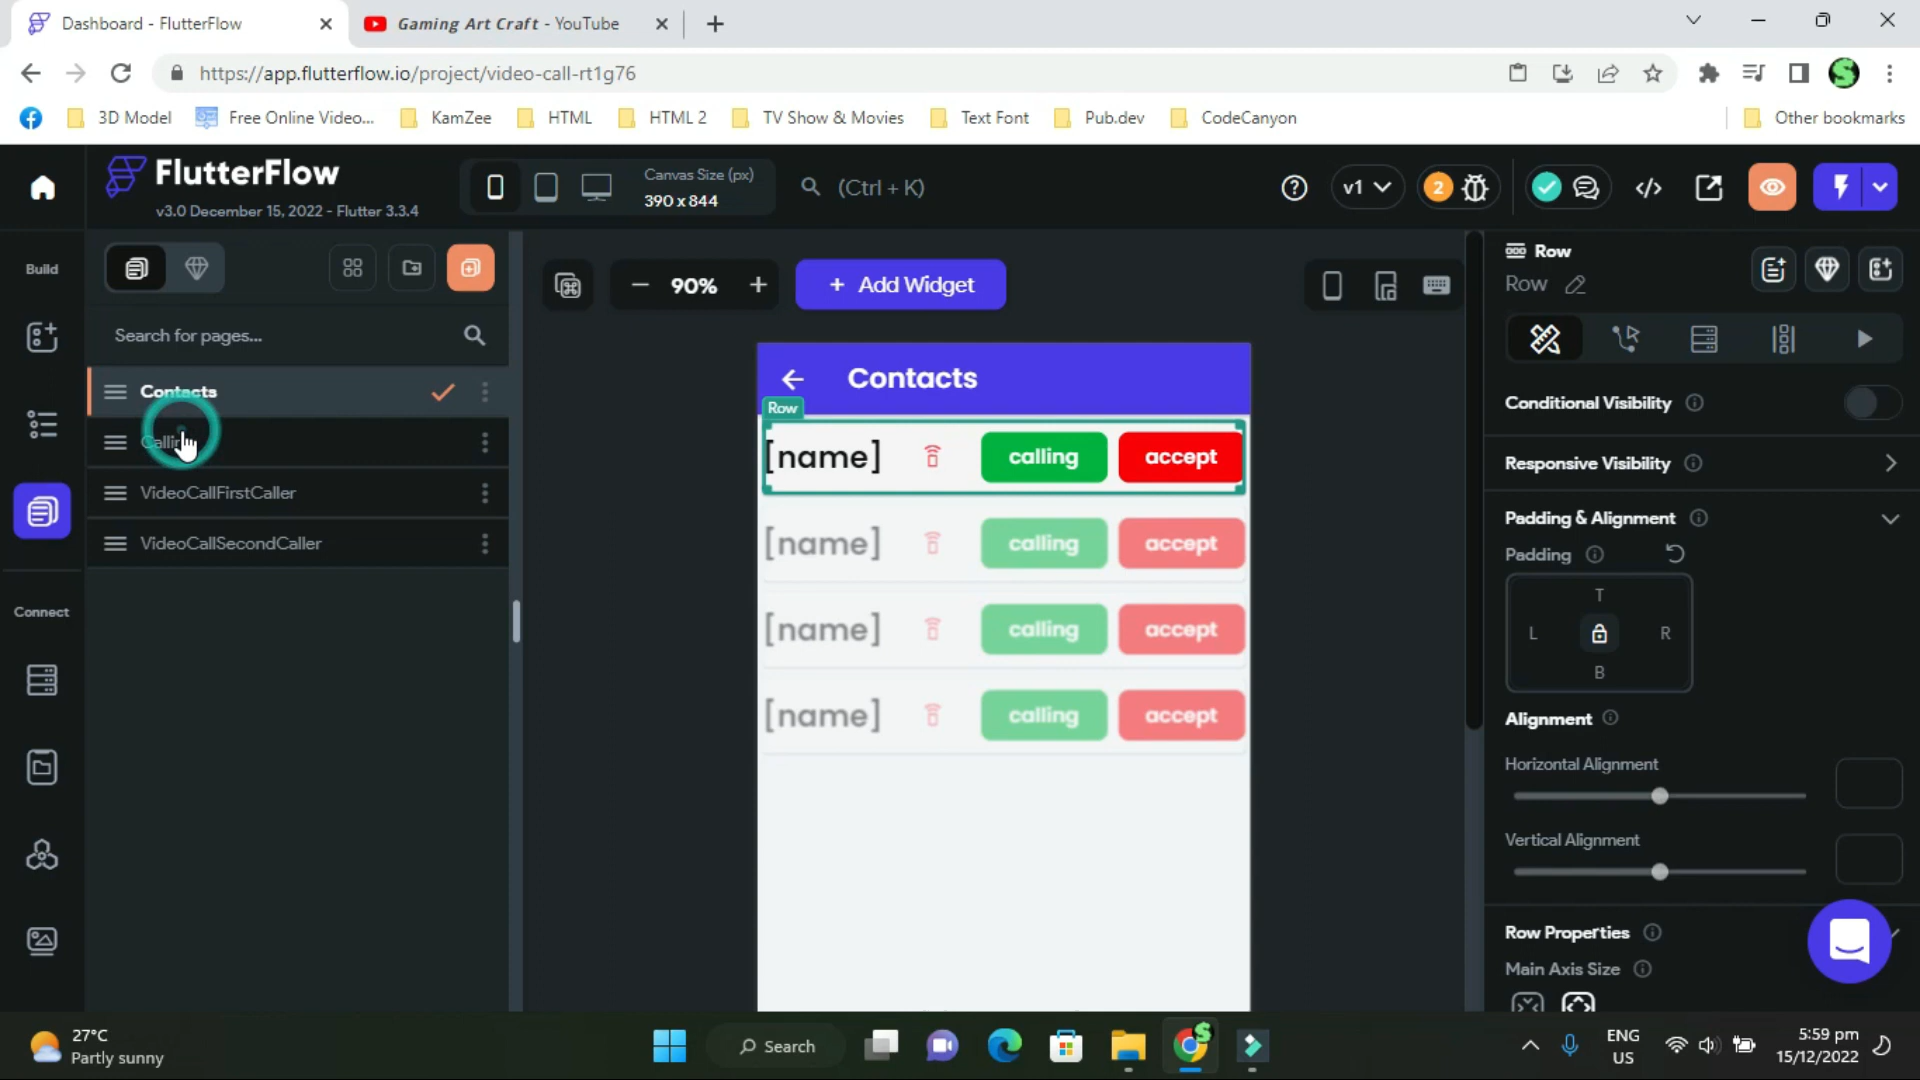 Dashboard - FlutterFlow
Gaming Art Craft - YouTube
https://app.flutterflow.io/project/video-call-rt1g76
3D Model
Free Online Video...
KamZee
HTML
HTML 2
TV Show & Movies
Text Font
Pub.dev
CodeCanyon
Other bookmarks
FlutterFlow
v3.0 December 15, 2022 - Flutter 3.3.4
Canvas Size (px)
390 x 844
(Ctrl + K)
v1
2
Build
Search for pages...
Contacts
VideoCallFirstCaller
VideoCallSecondCaller
Connect
90%
+ Add Widget
Contacts
Row
[name] calling accept
[name] calling accept
[name] calling accept
[name] calling accept
Row
Row
Conditional Visibility
Responsive Visibility
Padding & Alignment
Padding
T
L
R
B
Alignment
Horizontal Alignment
Vertical Alignment
Row Properties
Main Axis Size
27°C
Partly sunny
Search
ENG
US
5:59 pm
15/12/2022